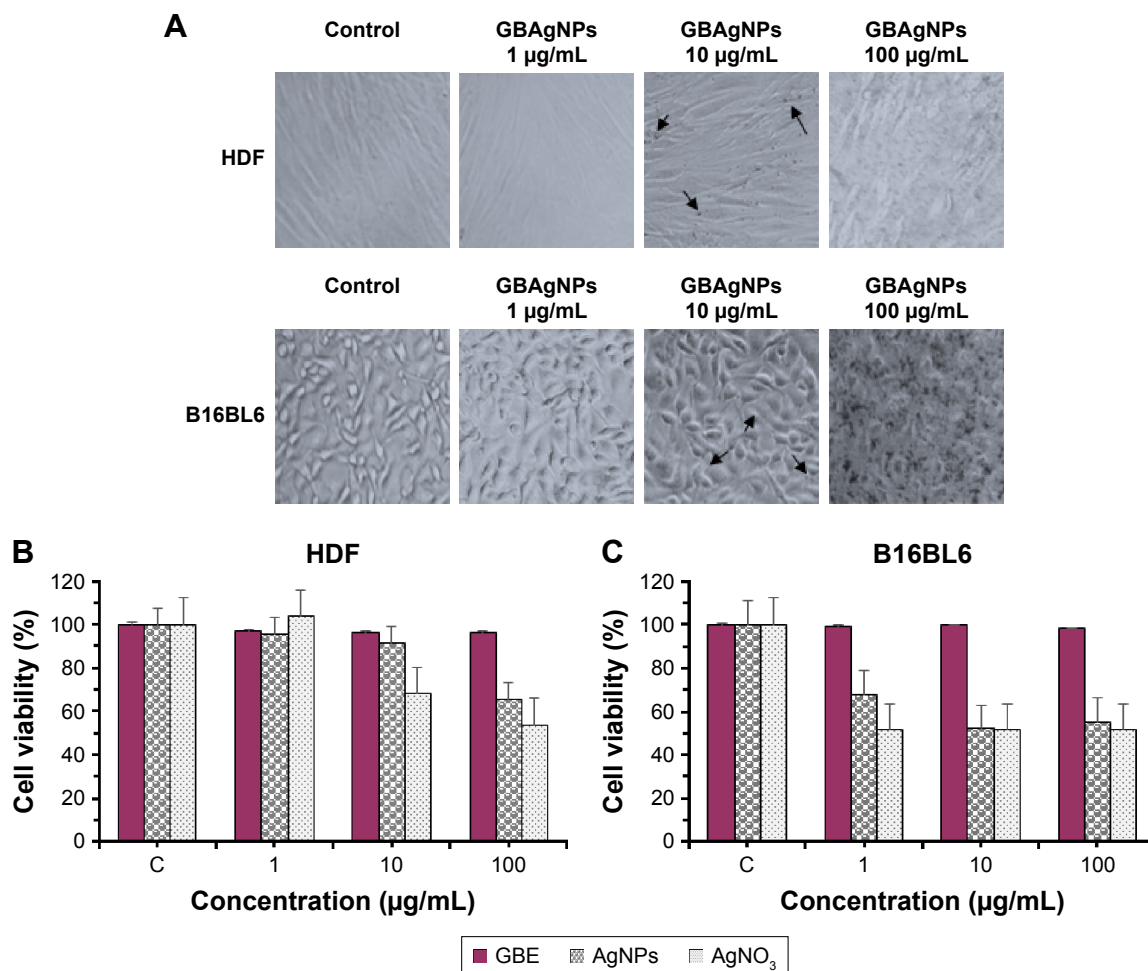 A
Control
GBAgNPs
1 µg/mL
GBAgNPs
10 µg/mL
GBAgNPs
100 µg/mL
HDF
Control
GBAgNPs
1 µg/mL
GBAgNPs
10 µg/mL
GBAgNPs
100 µg/mL
B16BL6
B
HDF
Cell viability (%)
120
100
80
60
40
20
0
C 1 10 100
Concentration (µg/mL)
C
B16BL6
Cell viability (%)
120
100
80
60
40
20
0
C 1 10 100
Concentration (µg/mL)
GBE AgNPs AgNO₃